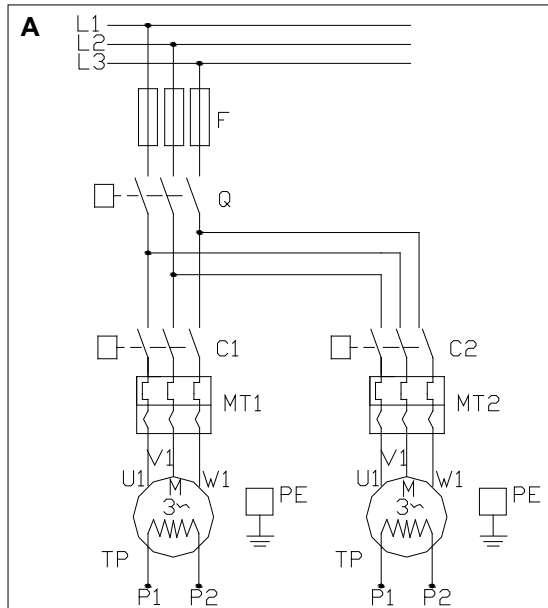 A
L1
L2
L3
F
Q
C1 C2
MT1 MT2
V1 V1
U1 W1 U1 W1
M M
3~ PE 3~ PE
TP TP
P1 P2 P1 P2